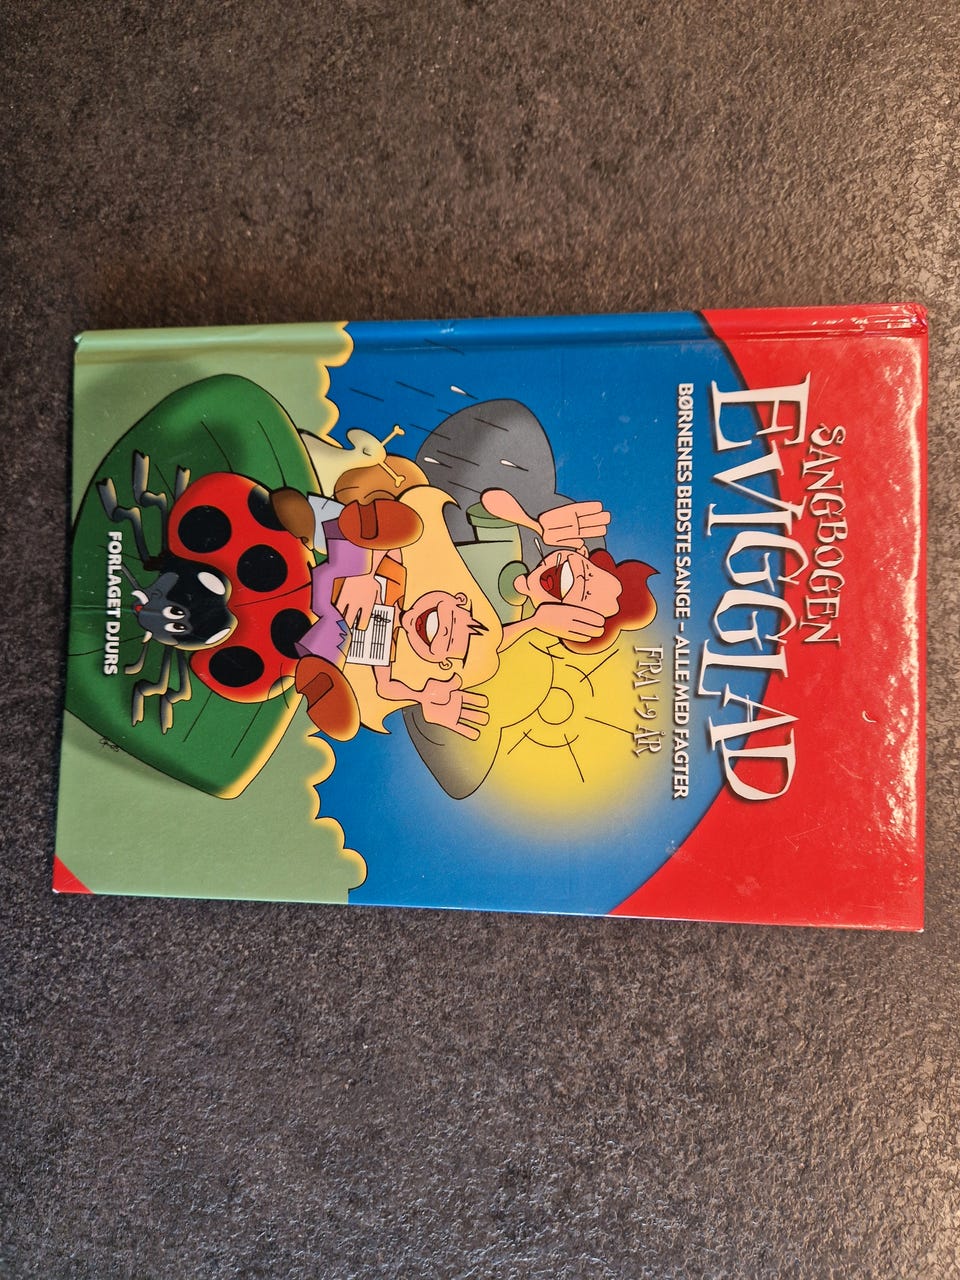 SANGBOGEN
EVIGGLAD
BØRNENES BEDSTE SANGE - ALLE MED FAGTER
FRA 1-9 ÅR
FORLAGET DJURS